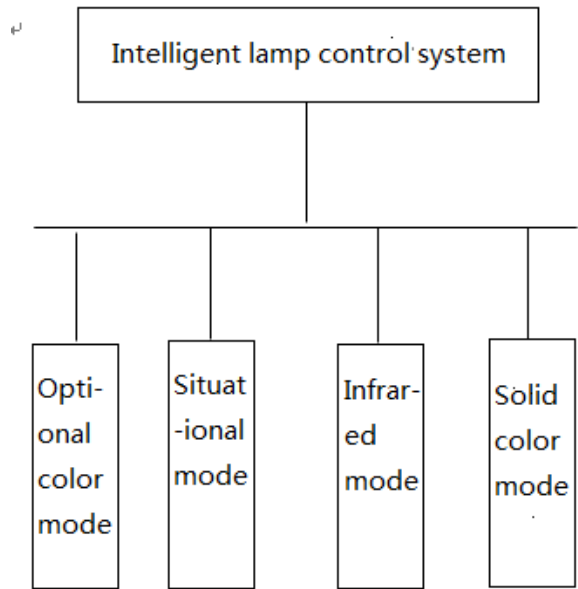 Intelligent lamp control system
Opti-
onal
color
mode
Situat
-ional
mode
Infrar-
ed
mode
Solid
color
mode